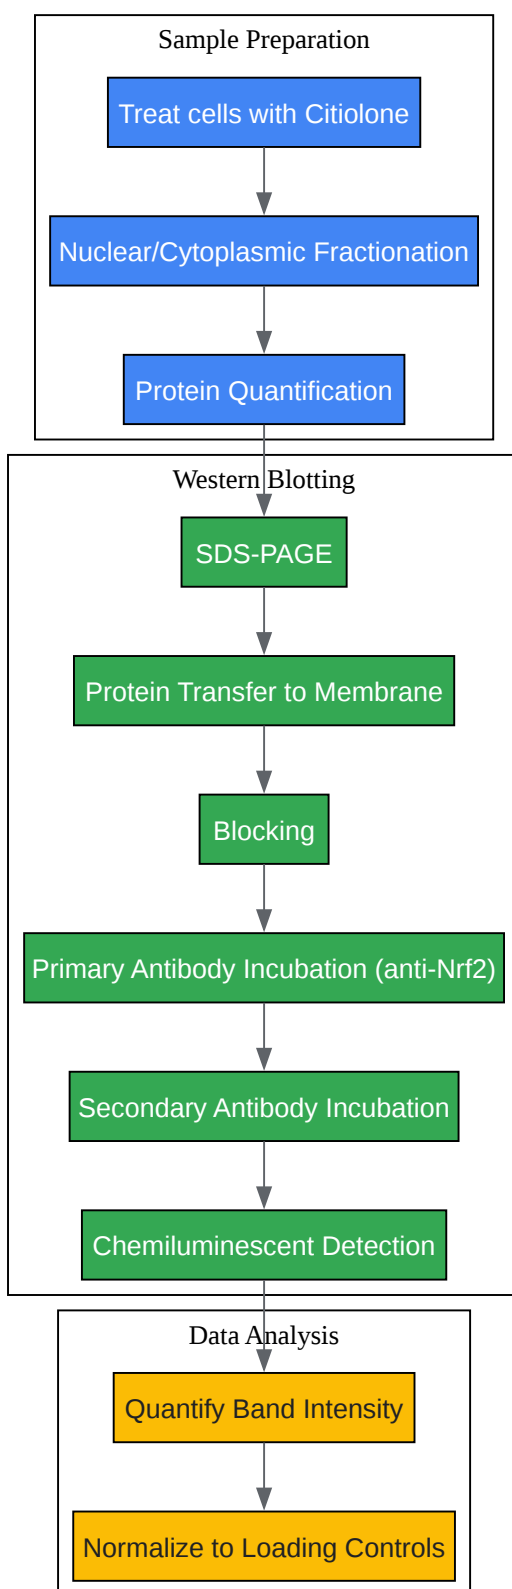 Sample Preparation
Treat cells with Citiolone
Nuclear/Cytoplasmic Fractionation
Protein Quantification
Western Blotting
SDS-PAGE
Protein Transfer to Membrane
Blocking
Primary Antibody Incubation (anti-Nrf2)
Secondary Antibody Incubation
Chemiluminescent Detection
Data Analysis
Quantify Band Intensity
Normalize to Loading Controls